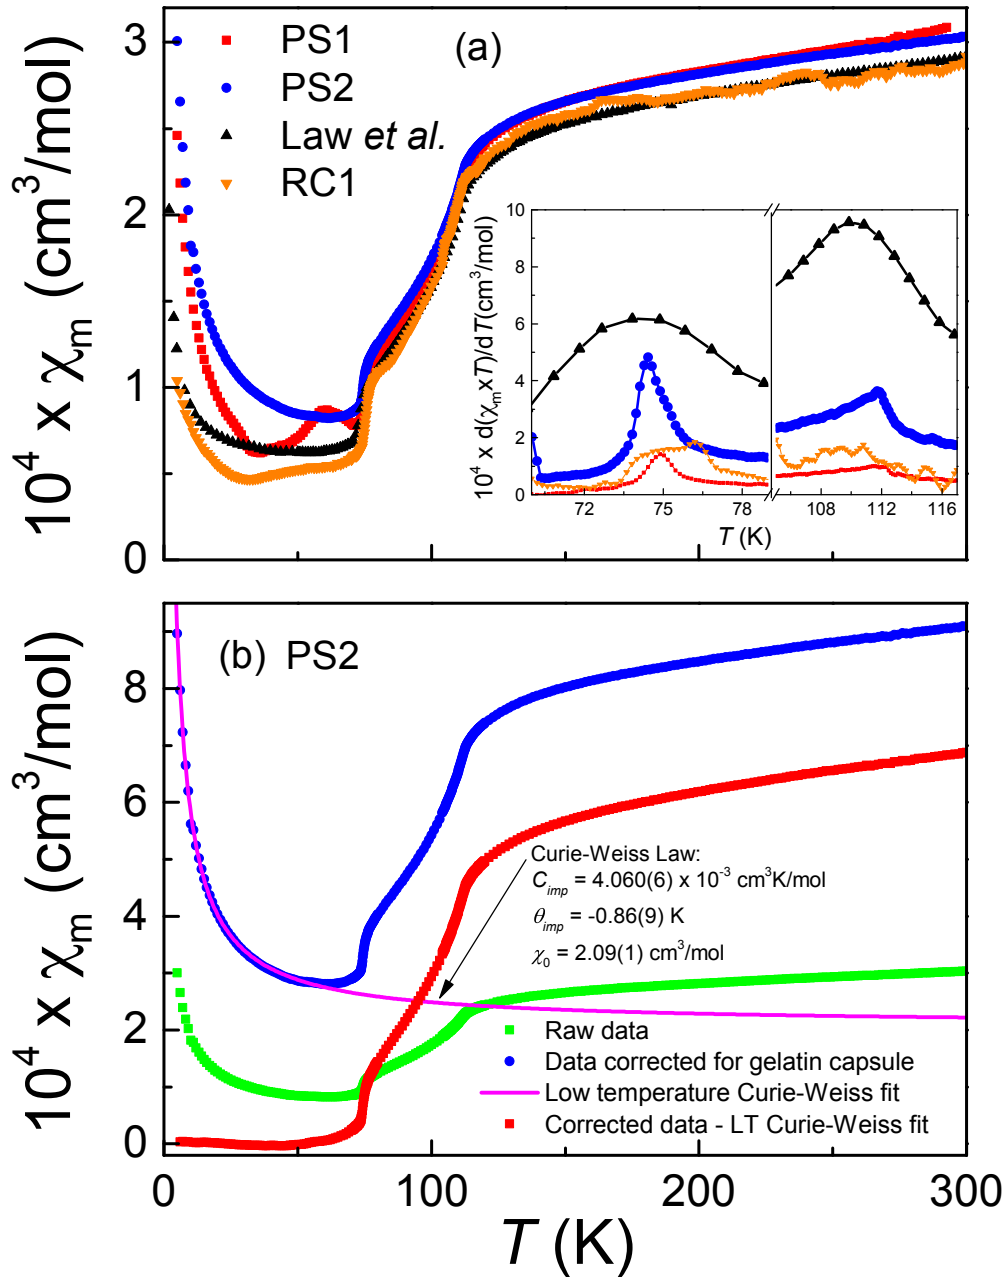 (a)
PS1
PS2
Law et al.
RC1
3
2
1
0
10⁴ x χₘ (cm³/mol)
10
8
6
4
2
0
10⁴ x d(χₘxT)/dT(cm³/mol)
72 75 78 108 112 116
T (K)
(b) PS2
8
6
4
2
0
10⁴ x χₘ (cm³/mol)
Curie-Weiss Law:
C_imp = 4.060(6) x 10⁻³ cm³K/mol
θ_imp = -0.86(9) K
χ₀ = 2.09(1) cm³/mol
Raw data
Data corrected for gelatin capsule
Low temperature Curie-Weiss fit
Corrected data - LT Curie-Weiss fit
0 100 200 300
T (K)